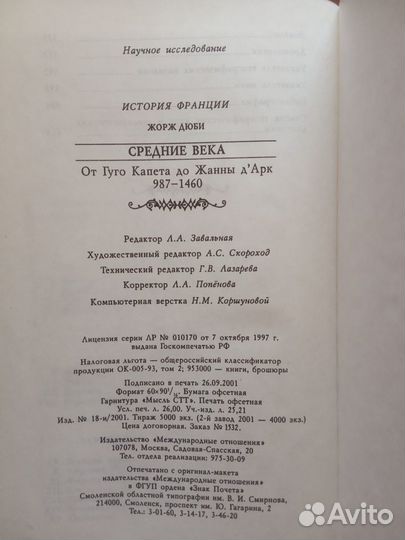 Научное исследование
ИСТОРИЯ ФРАНЦИИ
ЖОРЖ ДЮБИ
СРЕДНИЕ ВЕКА
От Гуго Капета до Жанны д'Арк
987–1460
Редактор Л.А. Завальная
Художественный редактор А.С. Скороход
Технический редактор Г.В. Лазарева
Корректор Л.А. Попёнова
Компьютерная верстка Н.М. Коршуновой
Лицензия серии ЛР № 010170 от 7 октября 1997 г.
выдана Госкомпечатью РФ
Налоговая льгота – общероссийский классификатор
продукции ОК-005-93, том 2; 953000 – книги, брошюры
Подписано в печать 26.09.2001
Формат 60×90 1/16. Бумага офсетная
Гарнитура «Мысль СТТ». Печать офсетная
Усл. печ. л. 26,00. Уч.-изд. л. 25,21
Изд. № 18-и/2001. Тираж 5000 экз. (2-й завод 2001 – 4000 экз.)
Цена договорная. Заказ № 1532.
Издательство «Международные отношения»
107078, Москва, Садовая-Спасская, 20
Тел. отдела реализации: 975-30-09
Отпечатано с оригинал-макета
издательства «Международные отношения»
в ФГУП ордена «Знак Почета»
Смоленской областной типографии им. В. И. Смирнова,
214000, Смоленск, проспект им. Ю. Гагарина, 2
Тел.: 3-01-60, 3-14-17, 3-46-20
Avito